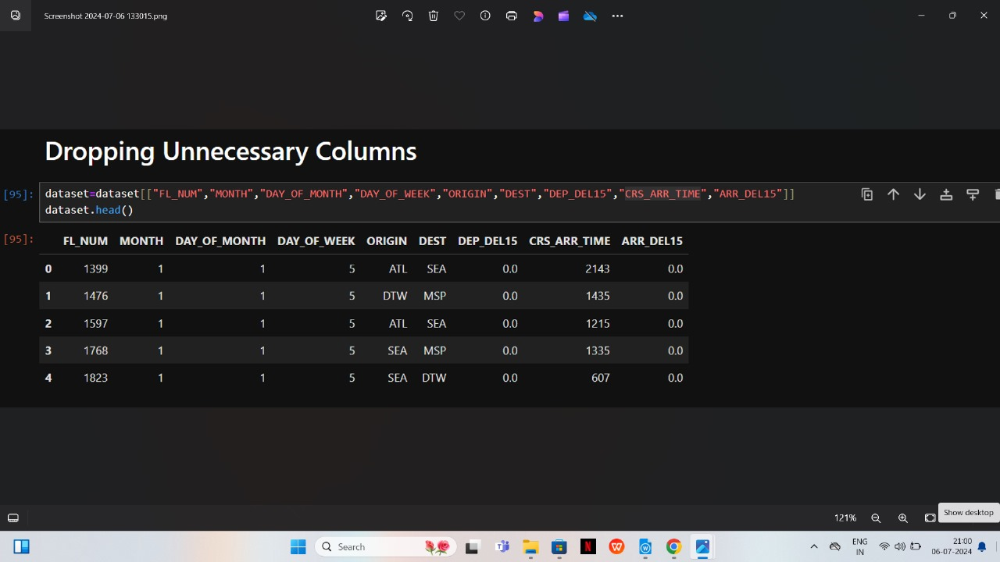 Screenshot 2024-07-06 133015.png
Dropping Unnecessary Columns
[95]: dataset=dataset[["FL_NUM","MONTH","DAY_OF_MONTH","DAY_OF_WEEK","ORIGIN","DEST","DEP_DEL15","CRS_ARR_TIME","ARR_DEL15"]]
dataset.head()
[95]: FL_NUM MONTH DAY_OF_MONTH DAY_OF_WEEK ORIGIN DEST DEP_DEL15 CRS_ARR_TIME ARR_DEL15
0 1399 1 1 5 ATL SEA 0.0 2143 0.0
1 1476 1 1 5 DTW MSP 0.0 1435 0.0
2 1597 1 1 5 ATL SEA 0.0 1215 0.0
3 1768 1 1 5 SEA MSP 0.0 1335 0.0
4 1823 1 1 5 SEA DTW 0.0 607 0.0
121%
Show desktop
Search
ENG
IN
21:00
06-07-2024